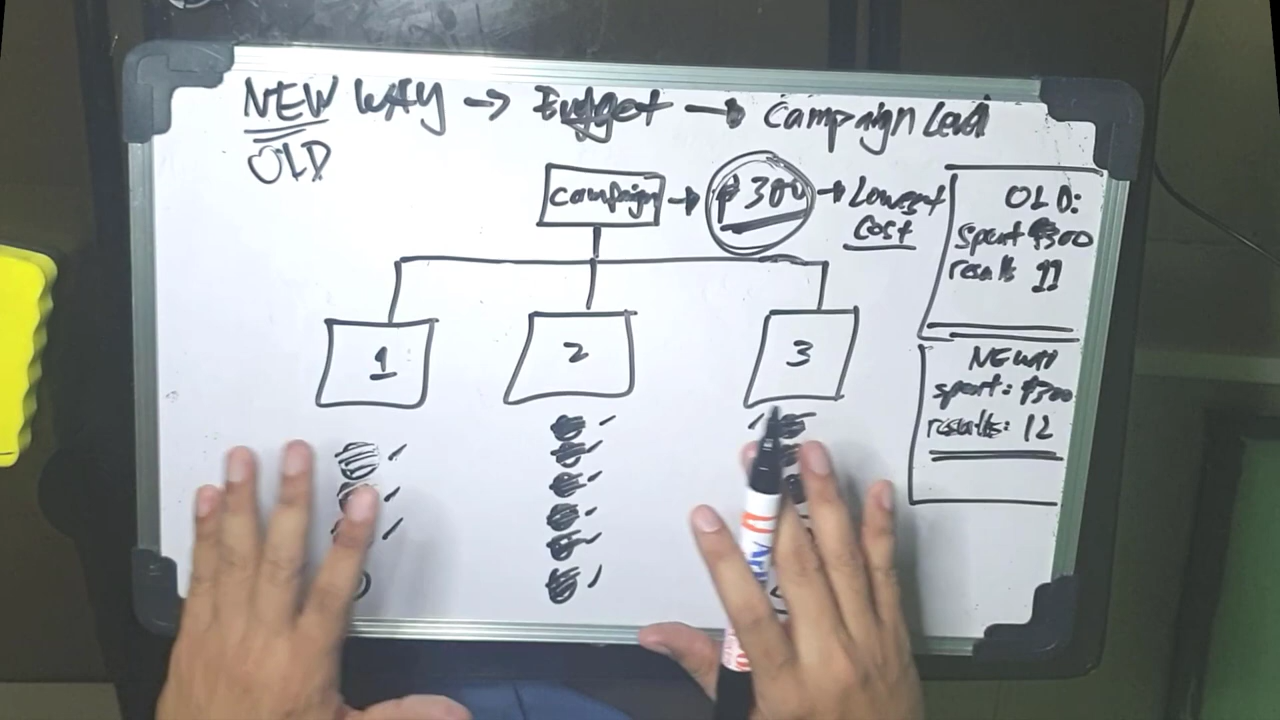 NEW WAY → Budget → Campaign Level
OLD
campaign → ₱300 → Lowest
cost
1
2
3
OLD:
spent ₱300
results 11
NEW:
spent: ₱300
results: 12